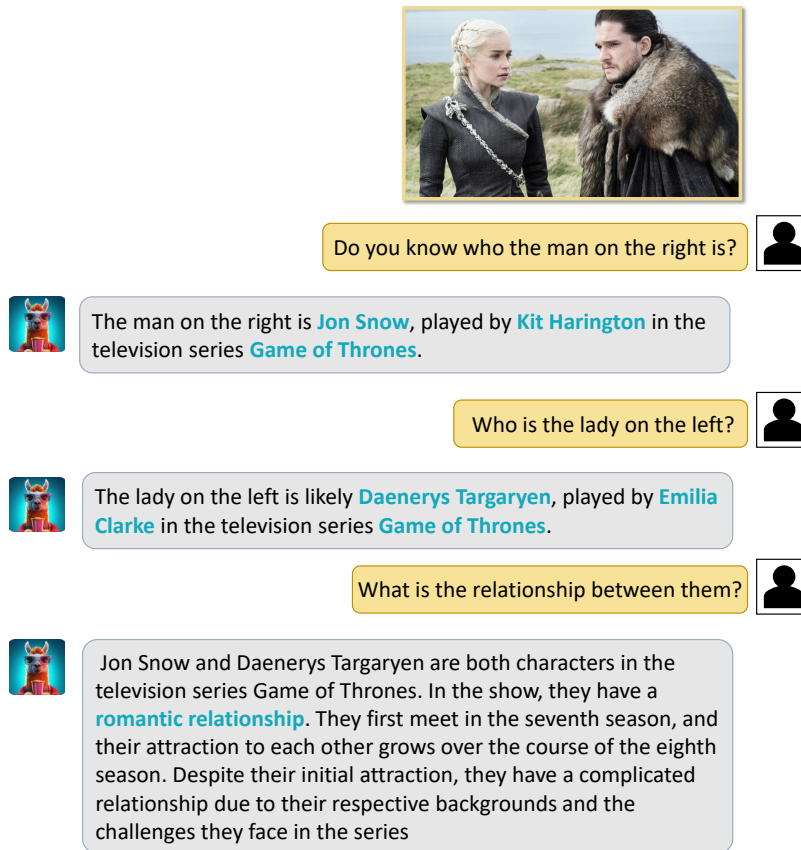 Do you know who the man on the right is?
The man on the right is Jon Snow, played by Kit Harington in the
television series Game of Thrones.
Who is the lady on the left?
The lady on the left is likely Daenerys Targaryen, played by Emilia
Clarke in the television series Game of Thrones.
What is the relationship between them?
Jon Snow and Daenerys Targaryen are both characters in the
television series Game of Thrones. In the show, they have a
romantic relationship. They first meet in the seventh season, and
their attraction to each other grows over the course of the eighth
season. Despite their initial attraction, they have a complicated
relationship due to their respective backgrounds and the
challenges they face in the series